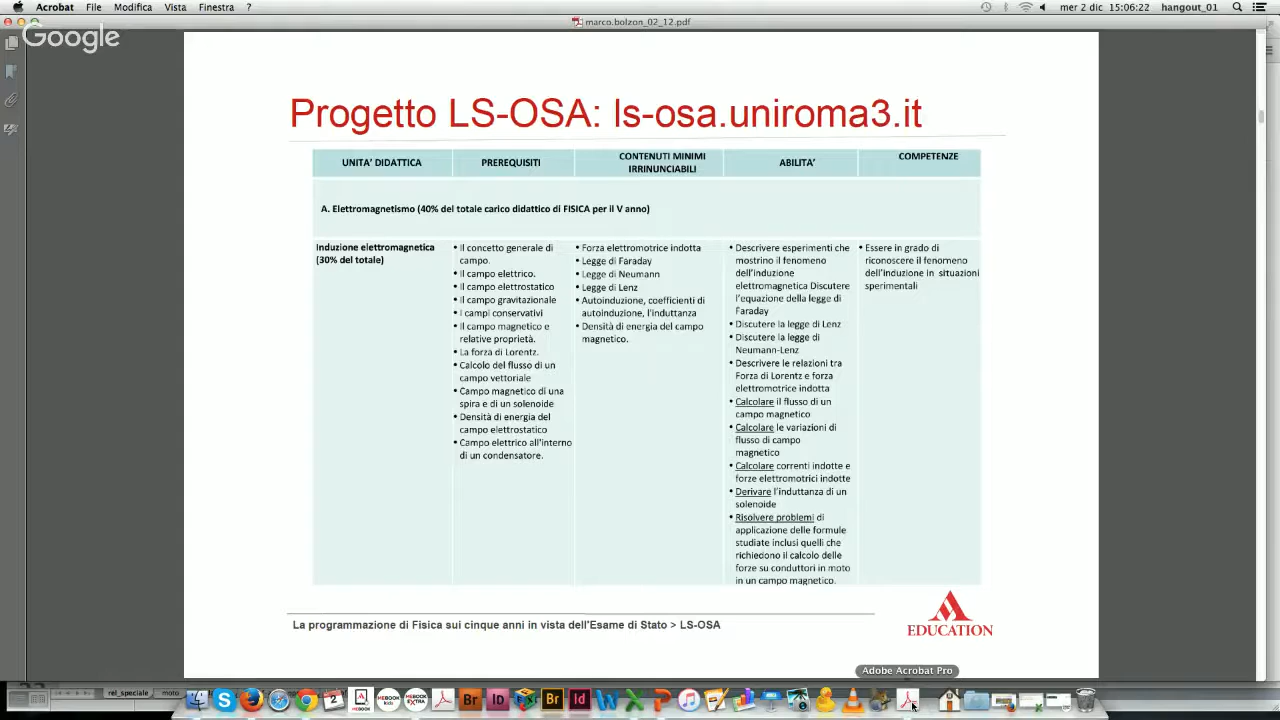 Acrobat File Modifica Vista Finestra ?
mer 2 dic 15:06:22 hangout_01
marco.bolzon_02_12.pdf
Google
Progetto LS-OSA: ls-osa.uniroma3.it
UNITA' DIDATTICA
PREREQUISITI
CONTENUTI MINIMI
IRRINUNCIABILI
ABILITA'
COMPETENZE
A. Elettromagnetismo (40% del totale carico didattico di FISICA per il V anno)
Induzione elettromagnetica
(30% del totale)
• Il concetto generale di
campo.
• Il campo elettrico.
• Il campo elettrostatico
• Il campo gravitazionale
• I campi conservativi
• Il campo magnetico e
relative proprietà.
• La forza di Lorentz.
• Calcolo del flusso di un
campo vettoriale
• Campo magnetico di una
spira e di un solenoide
• Densità di energia del
campo elettrostatico
• Campo elettrico all'interno
di un condensatore.
• Forza elettromotrice indotta
• Legge di Faraday
• Legge di Neumann
• Legge di Lenz
• Autoinduzione, coefficienti di
autoinduzione, l'induttanza
• Densità di energia del campo
magnetico.
• Descrivere esperimenti che
mostrino il fenomeno
dell'induzione
elettromagnetica Discutere
l'equazione della legge di
Faraday
• Discutere la legge di Lenz
• Discutere la legge di
Neumann-Lenz
• Descrivere le relazioni tra
Forza di Lorentz e forza
elettromotrice indotta
• Calcolare il flusso di un
campo magnetico
• Calcolare le variazioni di
flusso di campo
magnetico
• Calcolare correnti indotte e
forze elettromotrici indotte
• Derivare l'induttanza di un
solenoide
• Risolvere problemi di
applicazione delle formule
studiate inclusi quelli che
richiedono il calcolo delle
forze su conduttori in moto
in un campo magnetico.
• Essere in grado di
riconoscere il fenomeno
dell'induzione in situazioni
sperimentali
La programmazione di Fisica sui cinque anni in vista dell'Esame di Stato > LS-OSA
EDUCATION
Adobe Acrobat Pro
rel_speciale moto